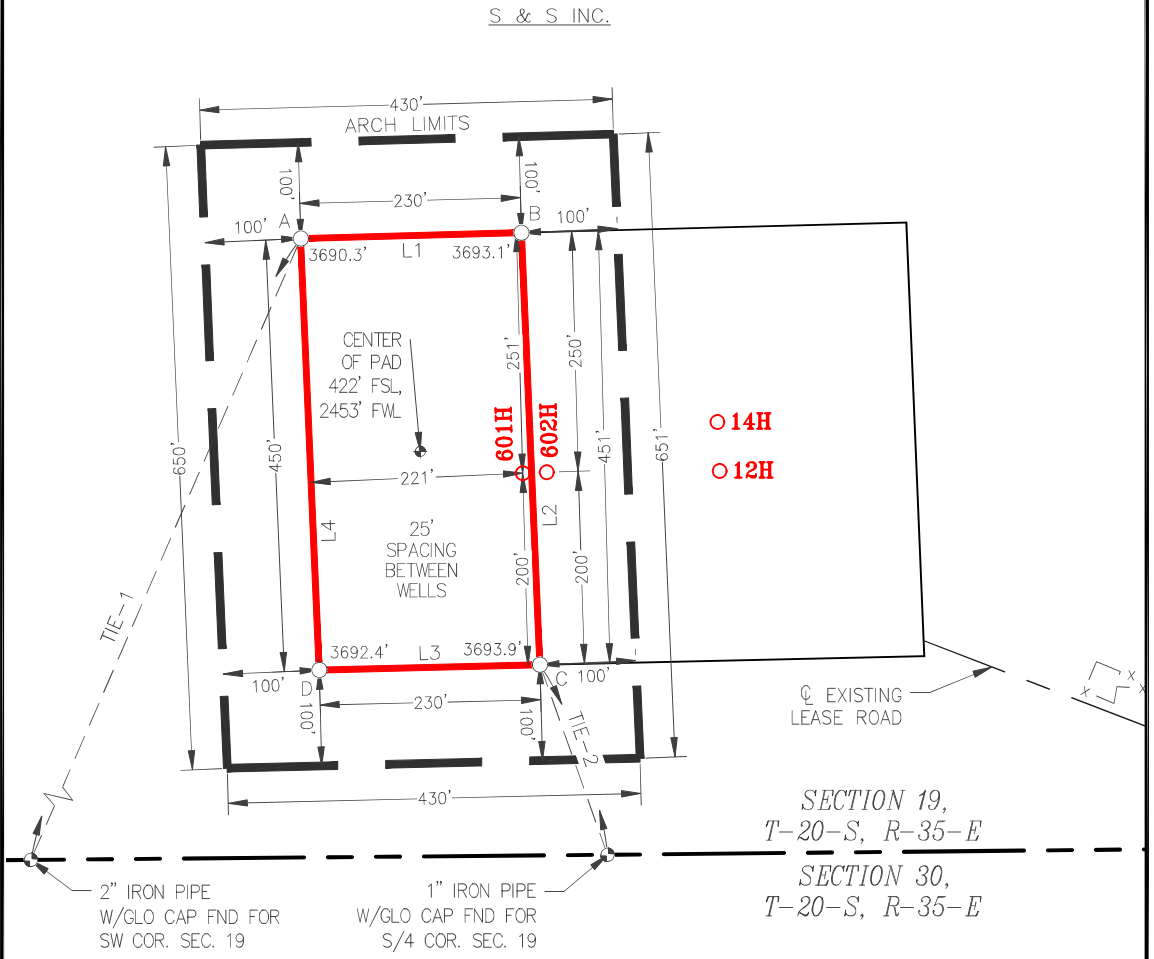 S & S INC.
430'
ARCH LIMITS
100'
100'
230'
A
B
100'
100'
3690.3'
L1
3693.1'
CENTER
OF PAD
422' FSL,
2453' FWL
251'
250'
601H
602H
14H
12H
650'
450'
221'
451'
651'
L4
L2
25'
SPACING
BETWEEN
WELLS
200'
200'
TIE-1
3692.4'
L3
3693.9'
100'
D
C
100'
100'
230'
100'
TIE-2
℄ EXISTING
LEASE ROAD
x
x
x
430'
SECTION 19,
T-20-S, R-35-E
SECTION 30,
T-20-S, R-35-E
2" IRON PIPE
W/GLO CAP FND FOR
SW COR. SEC. 19
1" IRON PIPE
W/GLO CAP FND FOR
S/4 COR. SEC. 19